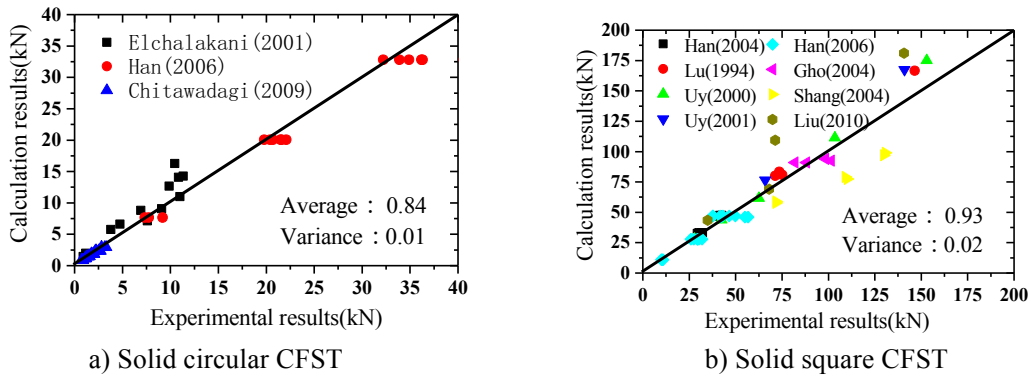 40
35
30
25
20
15
10
5
0
Calculation results(kN)
Elchalakani(2001)
Han(2006)
Chitawadagi(2009)
Average： 0.84
Variance：0.01
0 5 10 15 20 25 30 35 40
Experimental results(kN)
a) Solid circular CFST
200
175
150
125
100
75
50
25
0
Calculation results(kN)
Han(2004) Han(2006)
Lu(1994) Gho(2004)
Uy(2000) Shang(2004)
Uy(2001) Liu(2010)
Average： 0.93
Variance：0.02
0 25 50 75 100 125 150 175 200
Experimental results(kN)
b) Solid square CFST